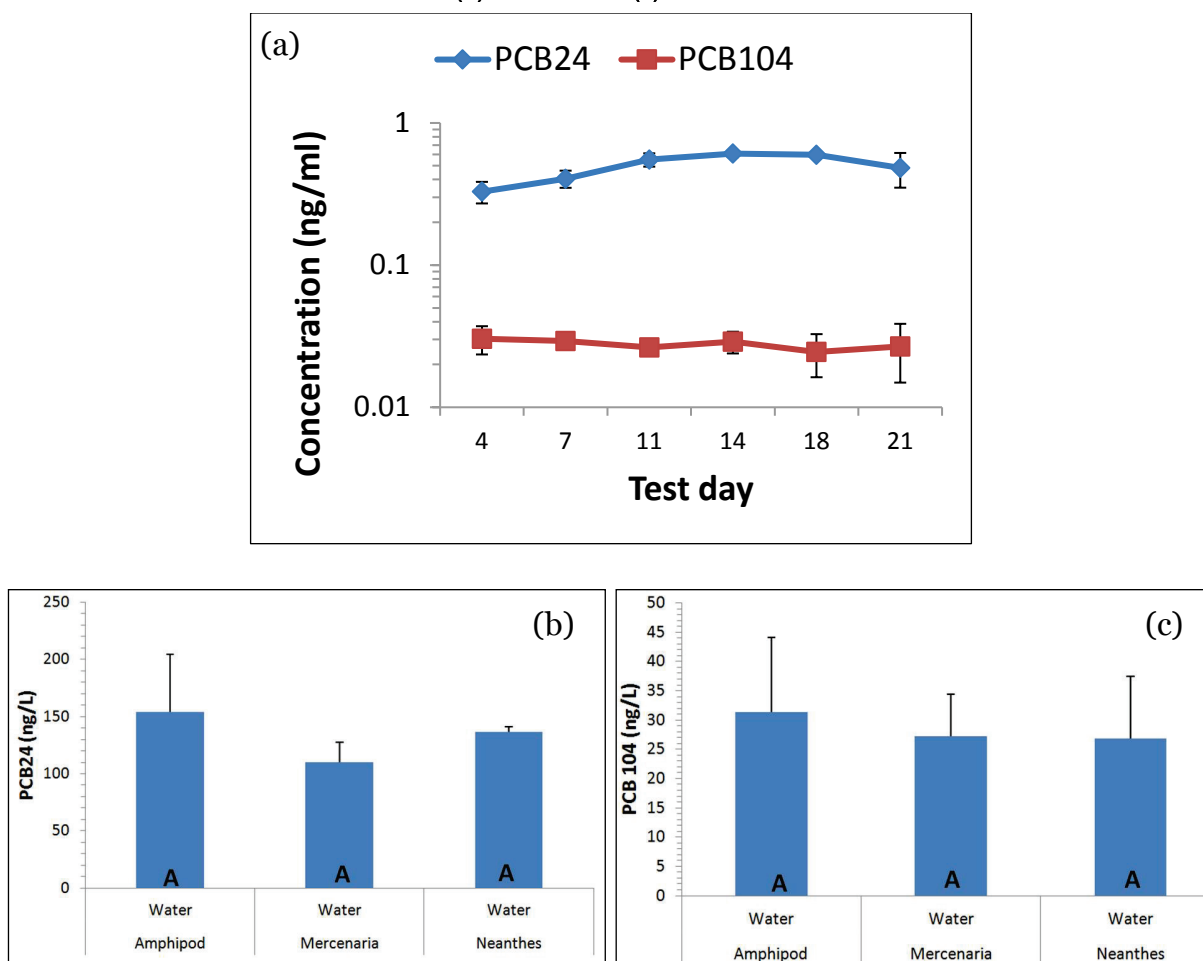 (a)
PCB24 PCB104
Concentration (ng/ml)
1
0.1
0.01
4 7 11 14 18 21
Test day
(b)
PCB24 (ng/L)
250
200
150
100
50
0
A A A
Water Water Water
Amphipod Mercenaria Neanthes
(c)
PCB 104 (ng/L)
50
45
40
35
30
25
20
15
10
5
0
A A A
Water Water Water
Amphipod Mercenaria Neanthes